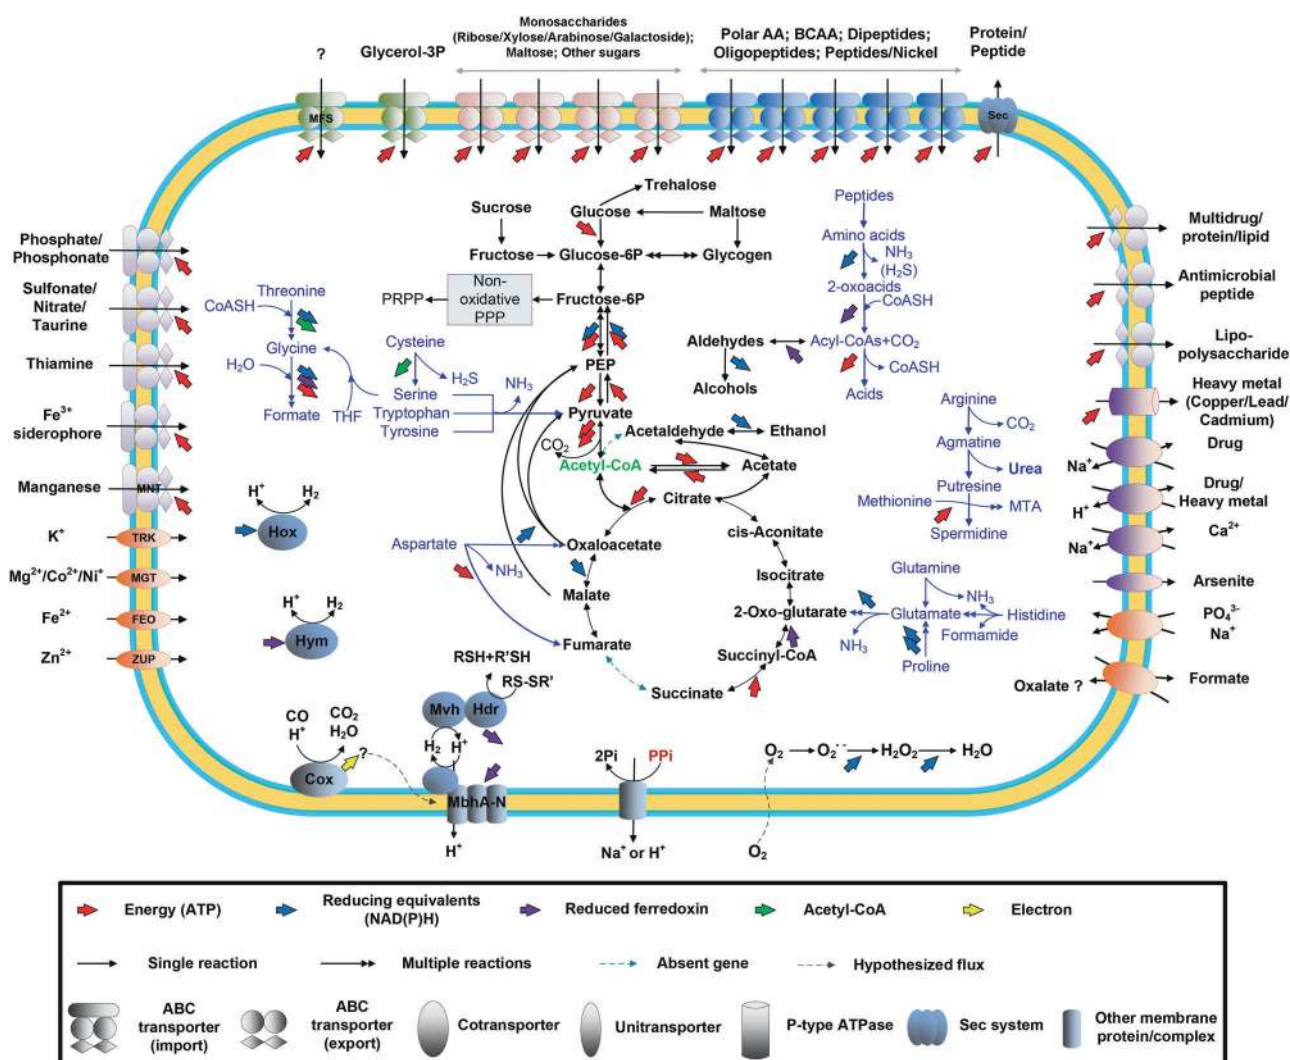 ?
Glycerol-3P
Monosaccharides
(Ribose/Xylose/Arabinose/Galactoside);
Maltose; Other sugars
Polar AA; BCAA; Dipeptides;
Oligopeptides; Peptides/Nickel
Protein/
Peptide
MFS
Sec
Phosphate/
Phosphonate
Sulfonate/
Nitrate/
Taurine
Thiamine
Fe³⁺
siderophore
Manganese
MNT
K⁺
TRK
Mg²⁺/Co²⁺/Ni⁺
MGT
Fe²⁺
FEO
Zn²⁺
ZUP
Threonine
CoASH
Glycine
H₂O
Formate
THF
Cysteine
H₂S
Serine
Tryptophan
Tyrosine
NH₃
Trehalose
Sucrose
Glucose
Maltose
Fructose
Glucose-6P
Glycogen
PRPP
Non-
oxidative
PPP
Fructose-6P
PEP
Pyruvate
CO₂
Acetyl-CoA
Acetaldehyde
Ethanol
Acetate
Citrate
cis-Aconitate
Isocitrate
2-Oxo-glutarate
Succinyl-CoA
Succinate
Fumarate
Malate
Oxaloacetate
Aspartate
NH₃
Peptides
Amino acids
NH₃
(H₂S)
2-oxoacids
CoASH
Aldehydes
Acyl-CoAs+CO₂
CoASH
Alcohols
Acids
Arginine
CO₂
Agmatine
Urea
Putresine
Methionine
MTA
Spermidine
Glutamine
NH₃
Glutamate
Histidine
Formamide
NH₃
Proline
Multidrug/
protein/lipid
Antimicrobial
peptide
Lipo-
polysaccharide
Heavy metal
(Copper/Lead/
Cadmium)
Drug
Na⁺
Drug/
Heavy metal
H⁺
Ca²⁺
Na⁺
Arsenite
PO₄³⁻
Na⁺
Oxalate ?
Formate
H⁺
H₂
Hox
H⁺
H₂
Hym
CO
H⁺
CO₂
H₂O
?
Cox
RSH+R'SH
RS-SR'
Mvh
Hdr
H₂
H⁺
MbhA-N
H⁺
2Pi
PPi
Na⁺ or H⁺
O₂
O₂˙⁻
H₂O₂
H₂O
O₂
Energy (ATP)
Reducing equivalents
(NAD(P)H)
Reduced ferredoxin
Acetyl-CoA
Electron
Single reaction
Multiple reactions
Absent gene
Hypothesized flux
ABC
transporter
(import)
ABC
transporter
(export)
Cotransporter
Unitransporter
P-type ATPase
Sec system
Other membrane
protein/complex